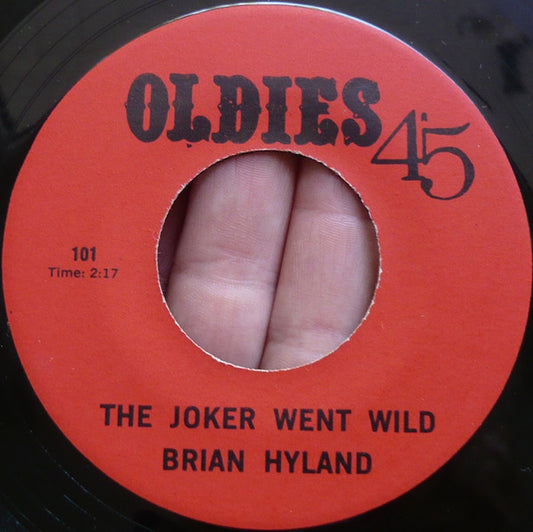 OLDIES 45
101
Time: 2:17
THE JOKER WENT WILD
BRIAN HYLAND